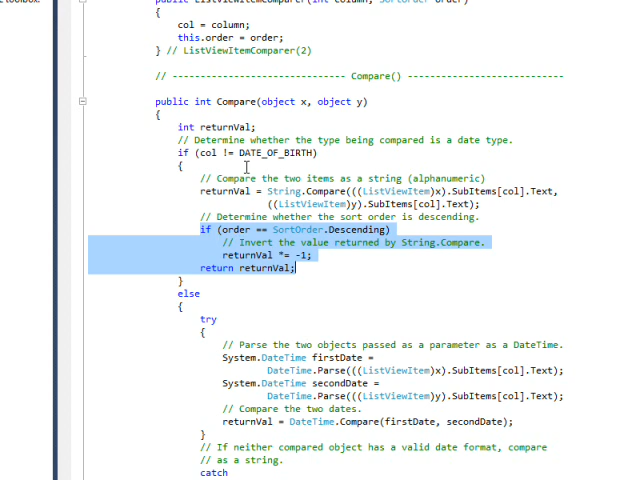 public ListViewItemComparer(int column, SortOrder order)
{
col = column;
this.order = order;
} // ListViewItemComparer(2)
// ------------------------------- Compare() ----------------------------
public int Compare(object x, object y)
{
int returnVal;
// Determine whether the type being compared is a date type.
if (col != DATE_OF_BIRTH)
{
// Compare the two items as a string (alphanumeric)
returnVal = String.Compare(((ListViewItem)x).SubItems[col].Text,
((ListViewItem)y).SubItems[col].Text);
// Determine whether the sort order is descending.
if (order == SortOrder.Descending)
// Invert the value returned by String.Compare.
returnVal *= -1;
return returnVal;
}
else
{
try
{
// Parse the two objects passed as a parameter as a DateTime.
System.DateTime firstDate =
DateTime.Parse(((ListViewItem)x).SubItems[col].Text);
System.DateTime secondDate =
DateTime.Parse(((ListViewItem)y).SubItems[col].Text);
// Compare the two dates.
returnVal = DateTime.Compare(firstDate, secondDate);
}
// If neither compared object has a valid date format, compare
// as a string.
catch